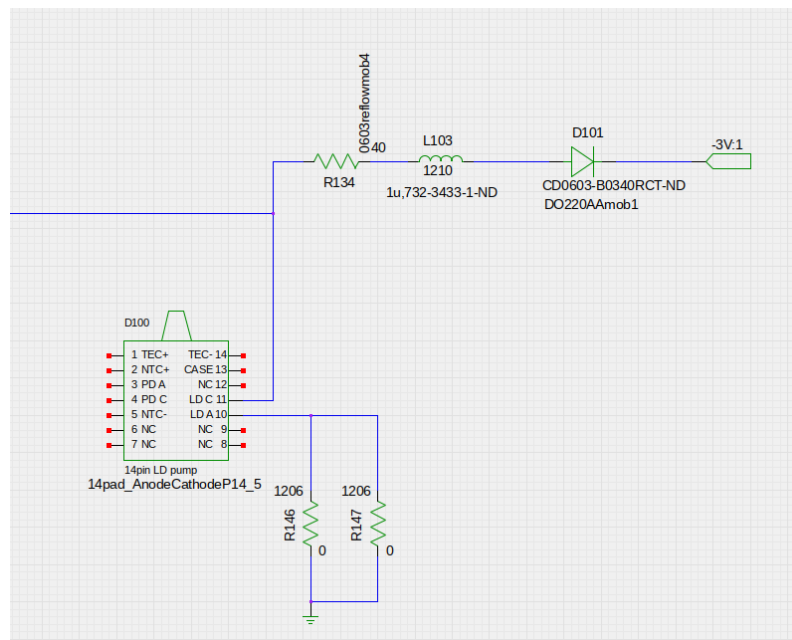 0603reflowmob4
40
R134
L103
1210
1u,732-3433-1-ND
D101
CD0603-B0340RCT-ND
DO220AAmob1
-3V:1
D100
1 TEC+ TEC- 14
2 NTC+ CASE 13
3 PD A NC 12
4 PD C LD C 11
5 NTC- LD A 10
6 NC NC 9
7 NC NC 8
14pin LD pump
14pad_AnodeCathodeP14_5
1206
R146
0
1206
R147
0